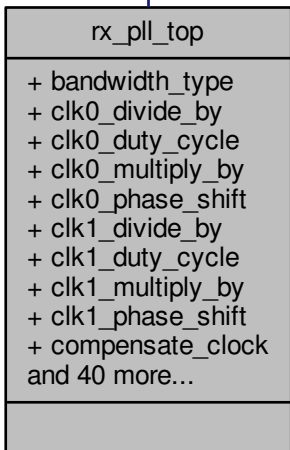 rx_pll_top
+ bandwidth_type
+ clk0_divide_by
+ clk0_duty_cycle
+ clk0_multiply_by
+ clk0_phase_shift
+ clk1_divide_by
+ clk1_duty_cycle
+ clk1_multiply_by
+ clk1_phase_shift
+ compensate_clock
and 40 more...